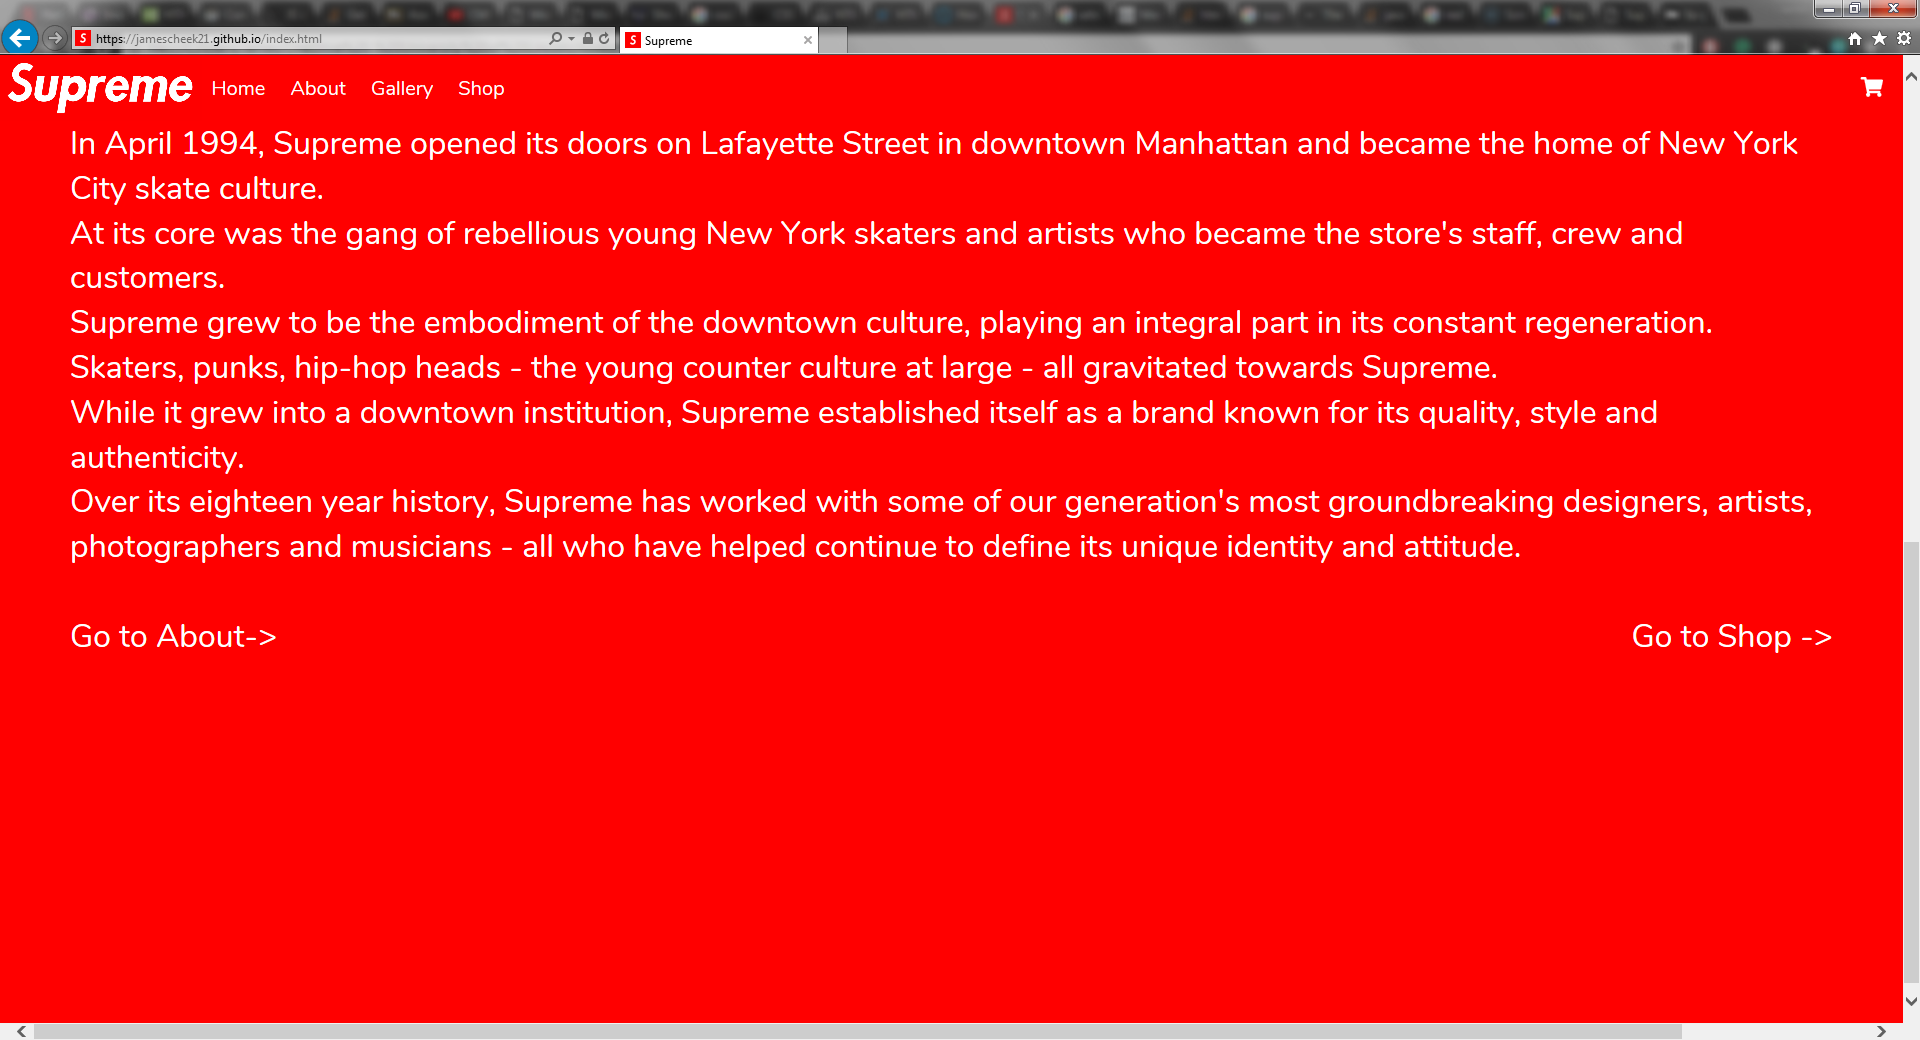 https://jamescheek21.github.io/index.html
S Supreme
Supreme Home About Gallery Shop
In April 1994, Supreme opened its doors on Lafayette Street in downtown Manhattan and became the home of New York
City skate culture.
At its core was the gang of rebellious young New York skaters and artists who became the store's staff, crew and
customers.
Supreme grew to be the embodiment of the downtown culture, playing an integral part in its constant regeneration.
Skaters, punks, hip-hop heads - the young counter culture at large - all gravitated towards Supreme.
While it grew into a downtown institution, Supreme established itself as a brand known for its quality, style and
authenticity.
Over its eighteen year history, Supreme has worked with some of our generation's most groundbreaking designers, artists,
photographers and musicians - all who have helped continue to define its unique identity and attitude.
Go to About->
Go to Shop ->